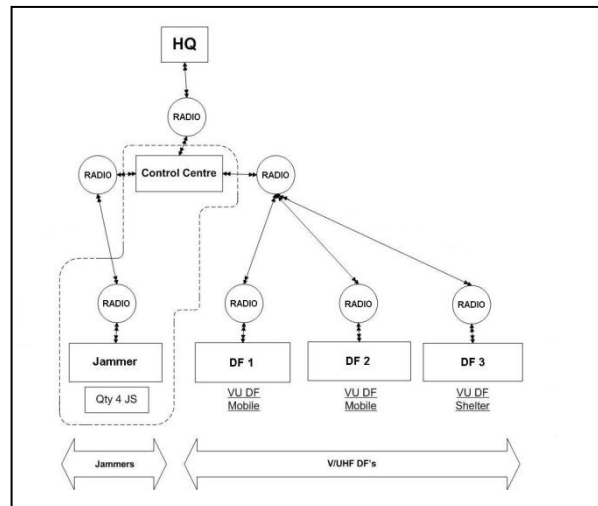 HQ
RADIO
RADIO
Control Centre
RADIO
RADIO
RADIO
RADIO
RADIO
Jammer
DF 1
DF 2
DF 3
Qty 4 JS
VU DF
Mobile
VU DF
Mobile
VU DF
Shelter
Jammers
V/UHF DF's